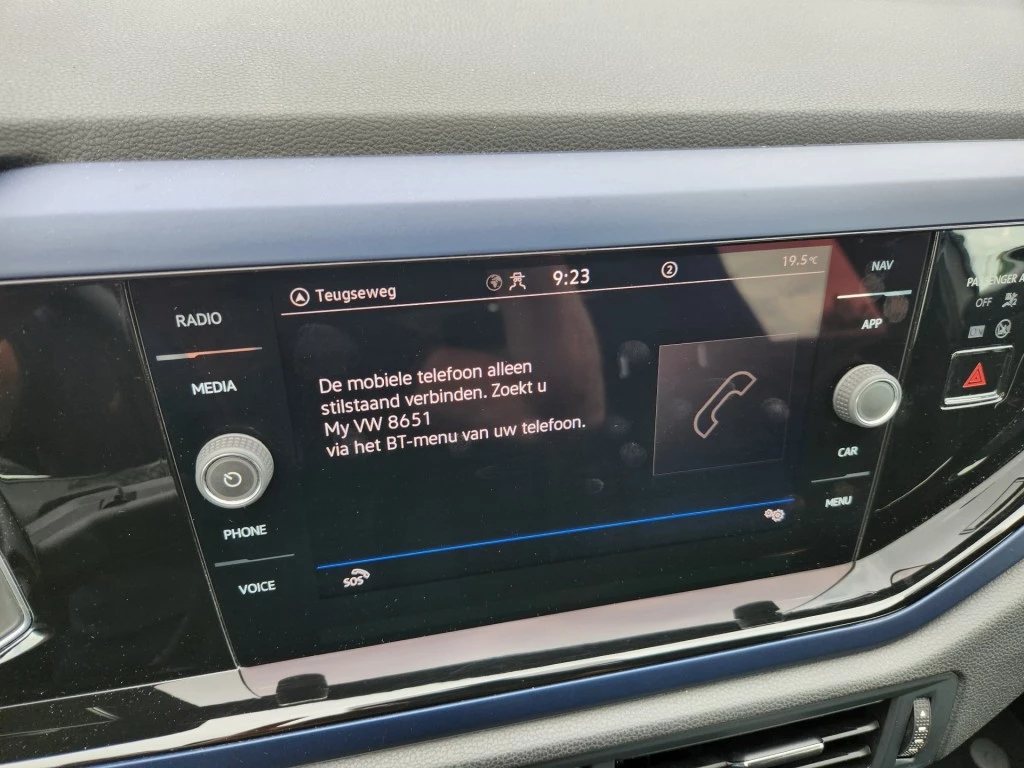 Teugseweg
9:23
2
19.5°C
NAV
RADIO
APP
MEDIA
De mobiele telefoon alleen
stilstaand verbinden. Zoekt u
My VW 8651
via het BT-menu van uw telefoon.
PASSENGER A
OFF
CAR
PHONE
MENU
SOS
VOICE